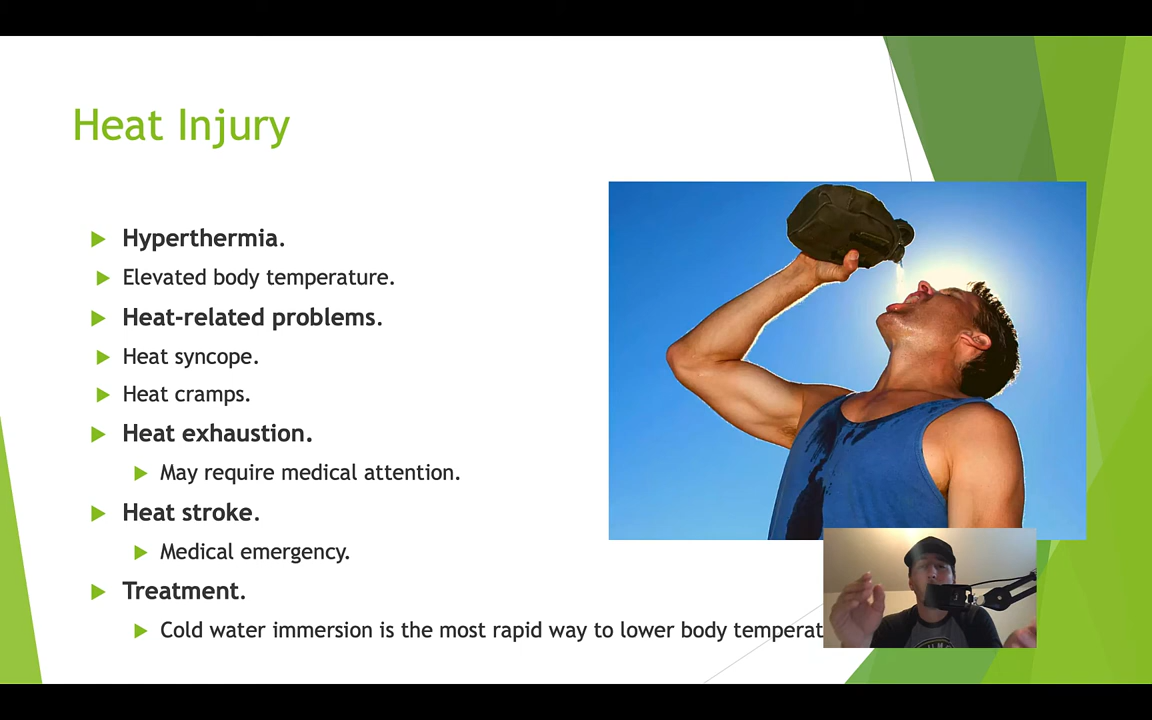 Heat Injury
Hyperthermia.
Elevated body temperature.
Heat-related problems.
Heat syncope.
Heat cramps.
Heat exhaustion.
May require medical attention.
Heat stroke.
Medical emergency.
Treatment.
Cold water immersion is the most rapid way to lower body temperat